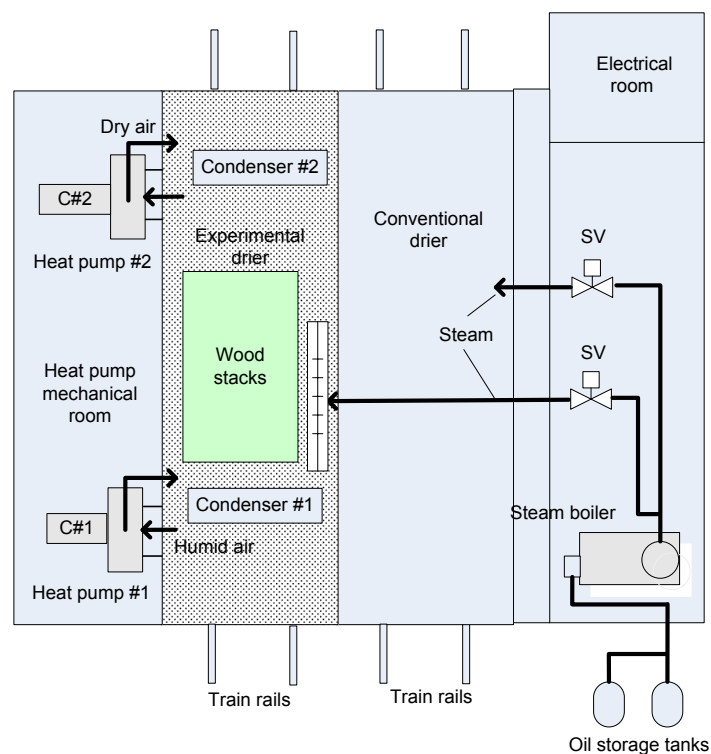 Electrical
room
Dry air
Condenser #2
C#2
Conventional
drier
Experimental
drier
SV
Heat pump #2
Steam
Wood
stacks
SV
Heat pump
mechanical
room
Condenser #1
Steam boiler
C#1
Humid air
Heat pump #1
Train rails
Train rails
Oil storage tanks